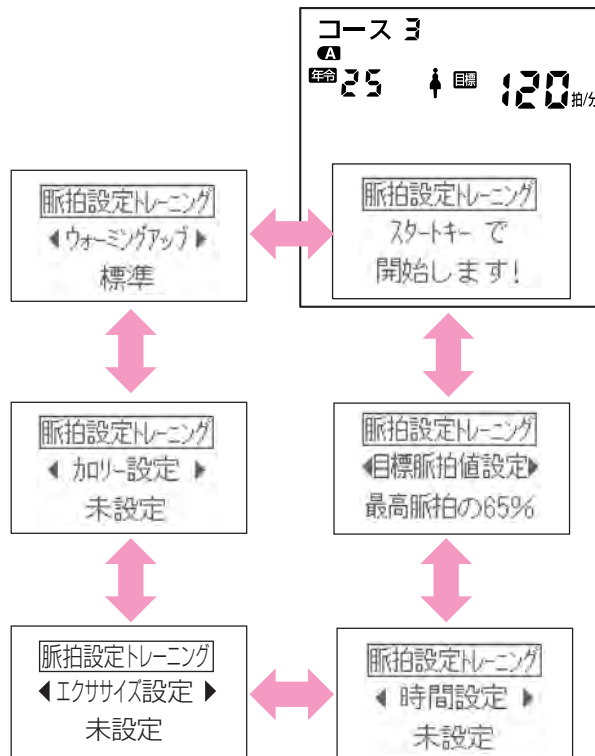 コース 3
A
年令 25 目標 120 拍/分
脈拍設定トレーニング
スタートキー で
開始します!
脈拍設定トレーニング
◀ウォーミングアップ▶
標準
脈拍設定トレーニング
◀ カロリー設定 ▶
未設定
脈拍設定トレーニング
◀目標脈拍値設定▶
最高脈拍の65%
脈拍設定トレーニング
◀エクササイズ設定 ▶
未設定
脈拍設定トレーニング
◀ 時間設定 ▶
未設定